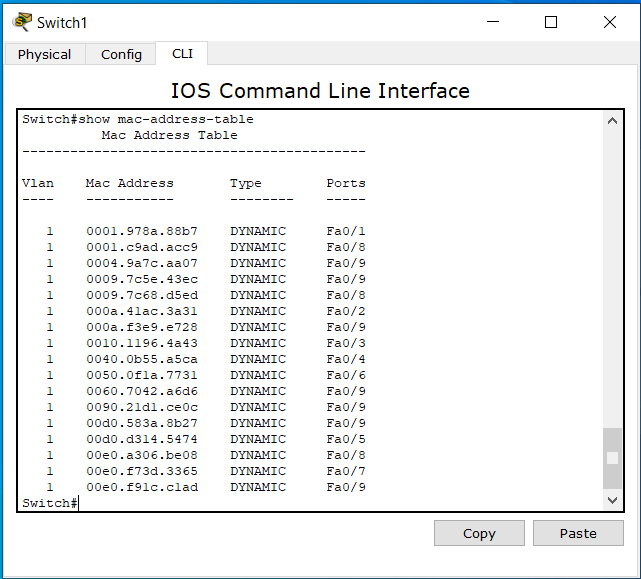 Switch1
Physical Config CLI
IOS Command Line Interface
Switch#show mac-address-table
Mac Address Table
-------------------------------------------
Vlan Mac Address Type Ports
---- ----------- -------- -----
1 0001.978a.88b7 DYNAMIC Fa0/1
1 0001.c9ad.acc9 DYNAMIC Fa0/8
1 0004.9a7c.aa07 DYNAMIC Fa0/9
1 0009.7c5e.43ec DYNAMIC Fa0/9
1 0009.7c68.d5ed DYNAMIC Fa0/8
1 000a.41ac.3a31 DYNAMIC Fa0/2
1 000a.f3e9.e728 DYNAMIC Fa0/9
1 0010.1196.4a43 DYNAMIC Fa0/3
1 0040.0b55.a5ca DYNAMIC Fa0/4
1 0050.0f1a.7731 DYNAMIC Fa0/6
1 0060.7042.a6d6 DYNAMIC Fa0/9
1 0090.21d1.ce0c DYNAMIC Fa0/9
1 00d0.583a.8b27 DYNAMIC Fa0/9
1 00d0.d314.5474 DYNAMIC Fa0/5
1 00e0.a306.be08 DYNAMIC Fa0/8
1 00e0.f73d.3365 DYNAMIC Fa0/7
1 00e0.f91c.c1ad DYNAMIC Fa0/9
Switch#
Copy Paste